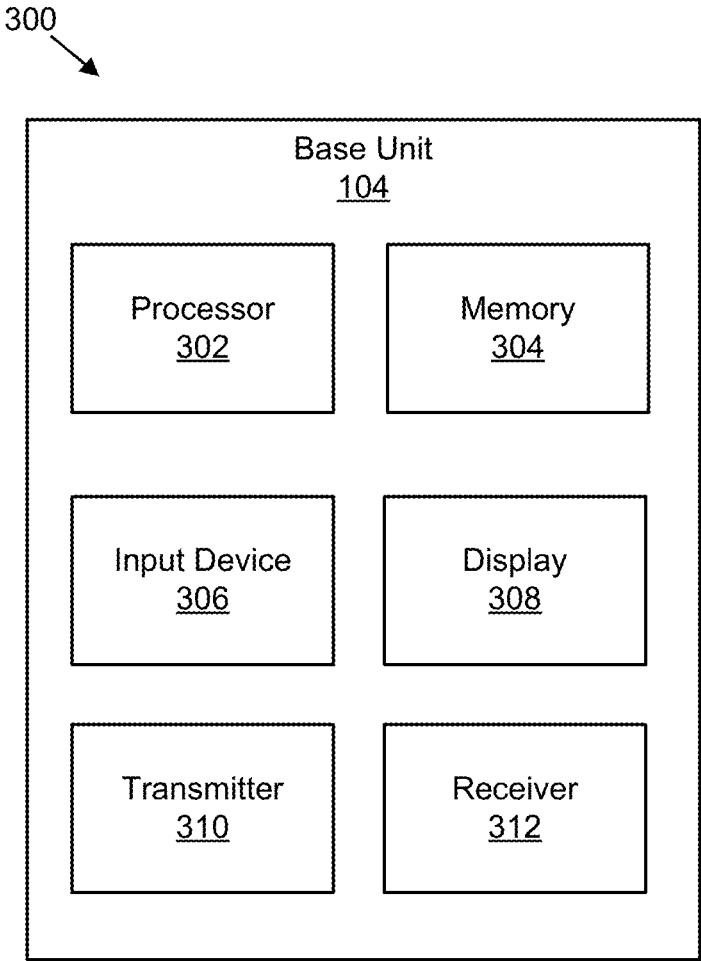 300
Base Unit
104
Processor
302
Memory
304
Input Device
306
Display
308
Transmitter
310
Receiver
312